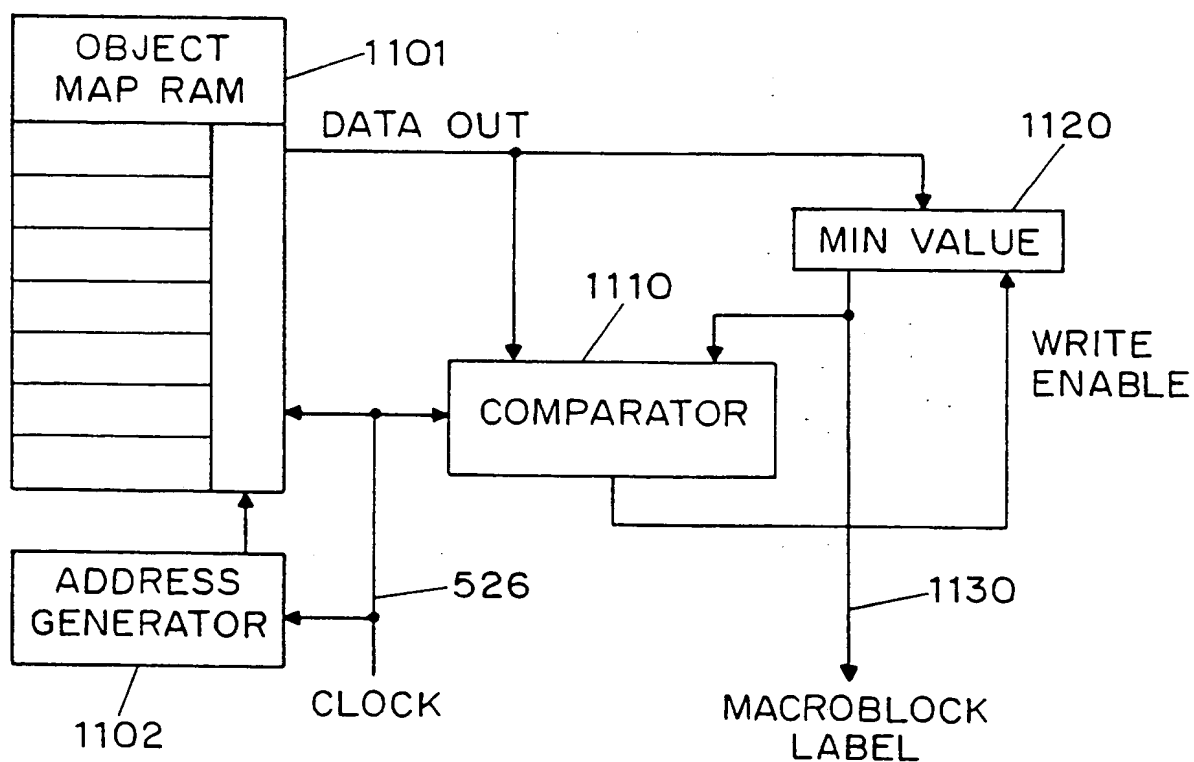 OBJECT
MAP RAM
1101
DATA OUT
1120
MIN VALUE
1110
WRITE
ENABLE
COMPARATOR
ADDRESS
GENERATOR
526
1130
CLOCK
1102
MACROBLOCK
LABEL